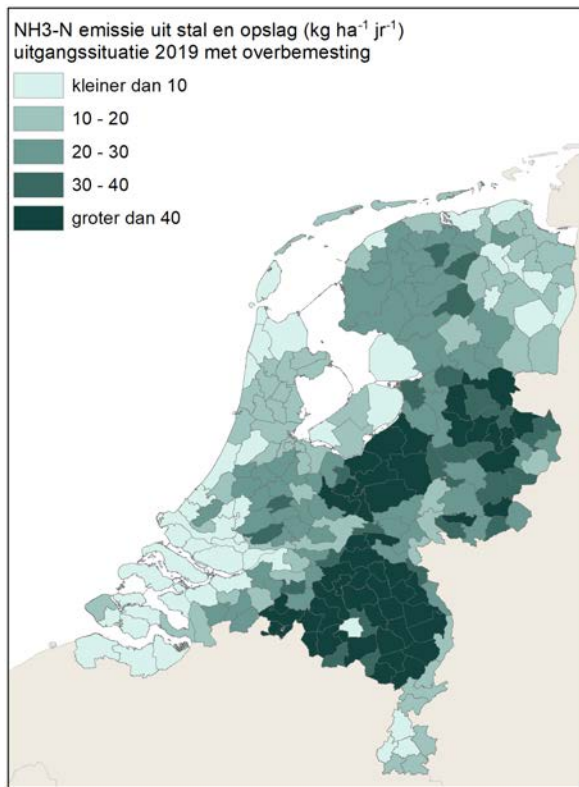 NH3-N emissie uit stal en opslag (kg ha⁻¹ jr⁻¹)
uitgangssituatie 2019 met overbemesting
kleiner dan 10
10 - 20
20 - 30
30 - 40
groter dan 40